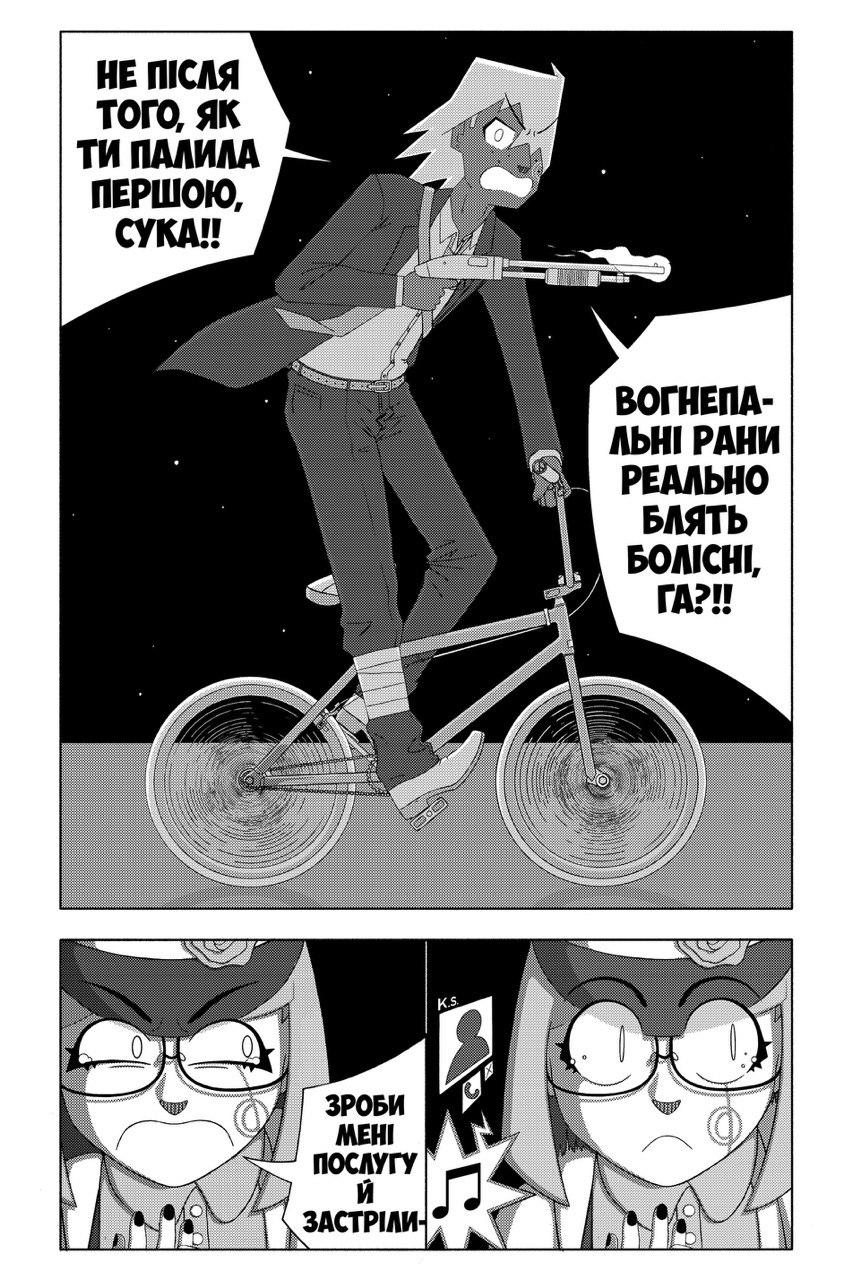 НЕ ПІСЛЯ
ТОГО, ЯК
ТИ ПАЛИЛА
ПЕРШОЮ,
СУКА!!
ВОГНЕПА-
ЛЬНІ РАНИ
РЕАЛЬНО
БЛЯТЬ
БОЛІСНІ,
ГА?!!
ЗРОБИ
МЕНІ
ПОСЛУГУ
Й
ЗАСТРІЛИ-
K.S.